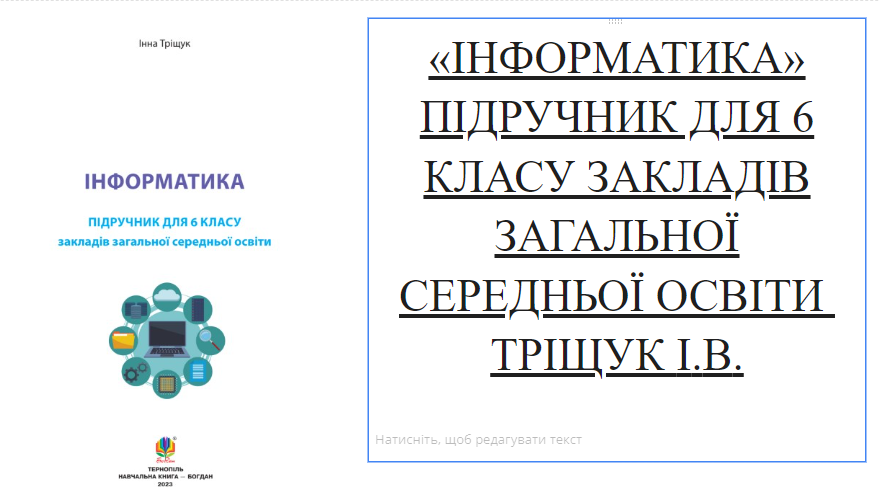 Інна Тріщук
ІНФОРМАТИКА
ПІДРУЧНИК ДЛЯ 6 КЛАСУ
закладів загальної середньої освіти
ТЕРНОПІЛЬ
НАВЧАЛЬНА КНИГА — БОГДАН
2023
«ІНФОРМАТИКА»
ПІДРУЧНИК ДЛЯ 6
КЛАСУ ЗАКЛАДІВ
ЗАГАЛЬНОЇ
СЕРЕДНЬОЇ ОСВІТИ
ТРІЩУК І.В.
Натисніть, щоб редагувати текст